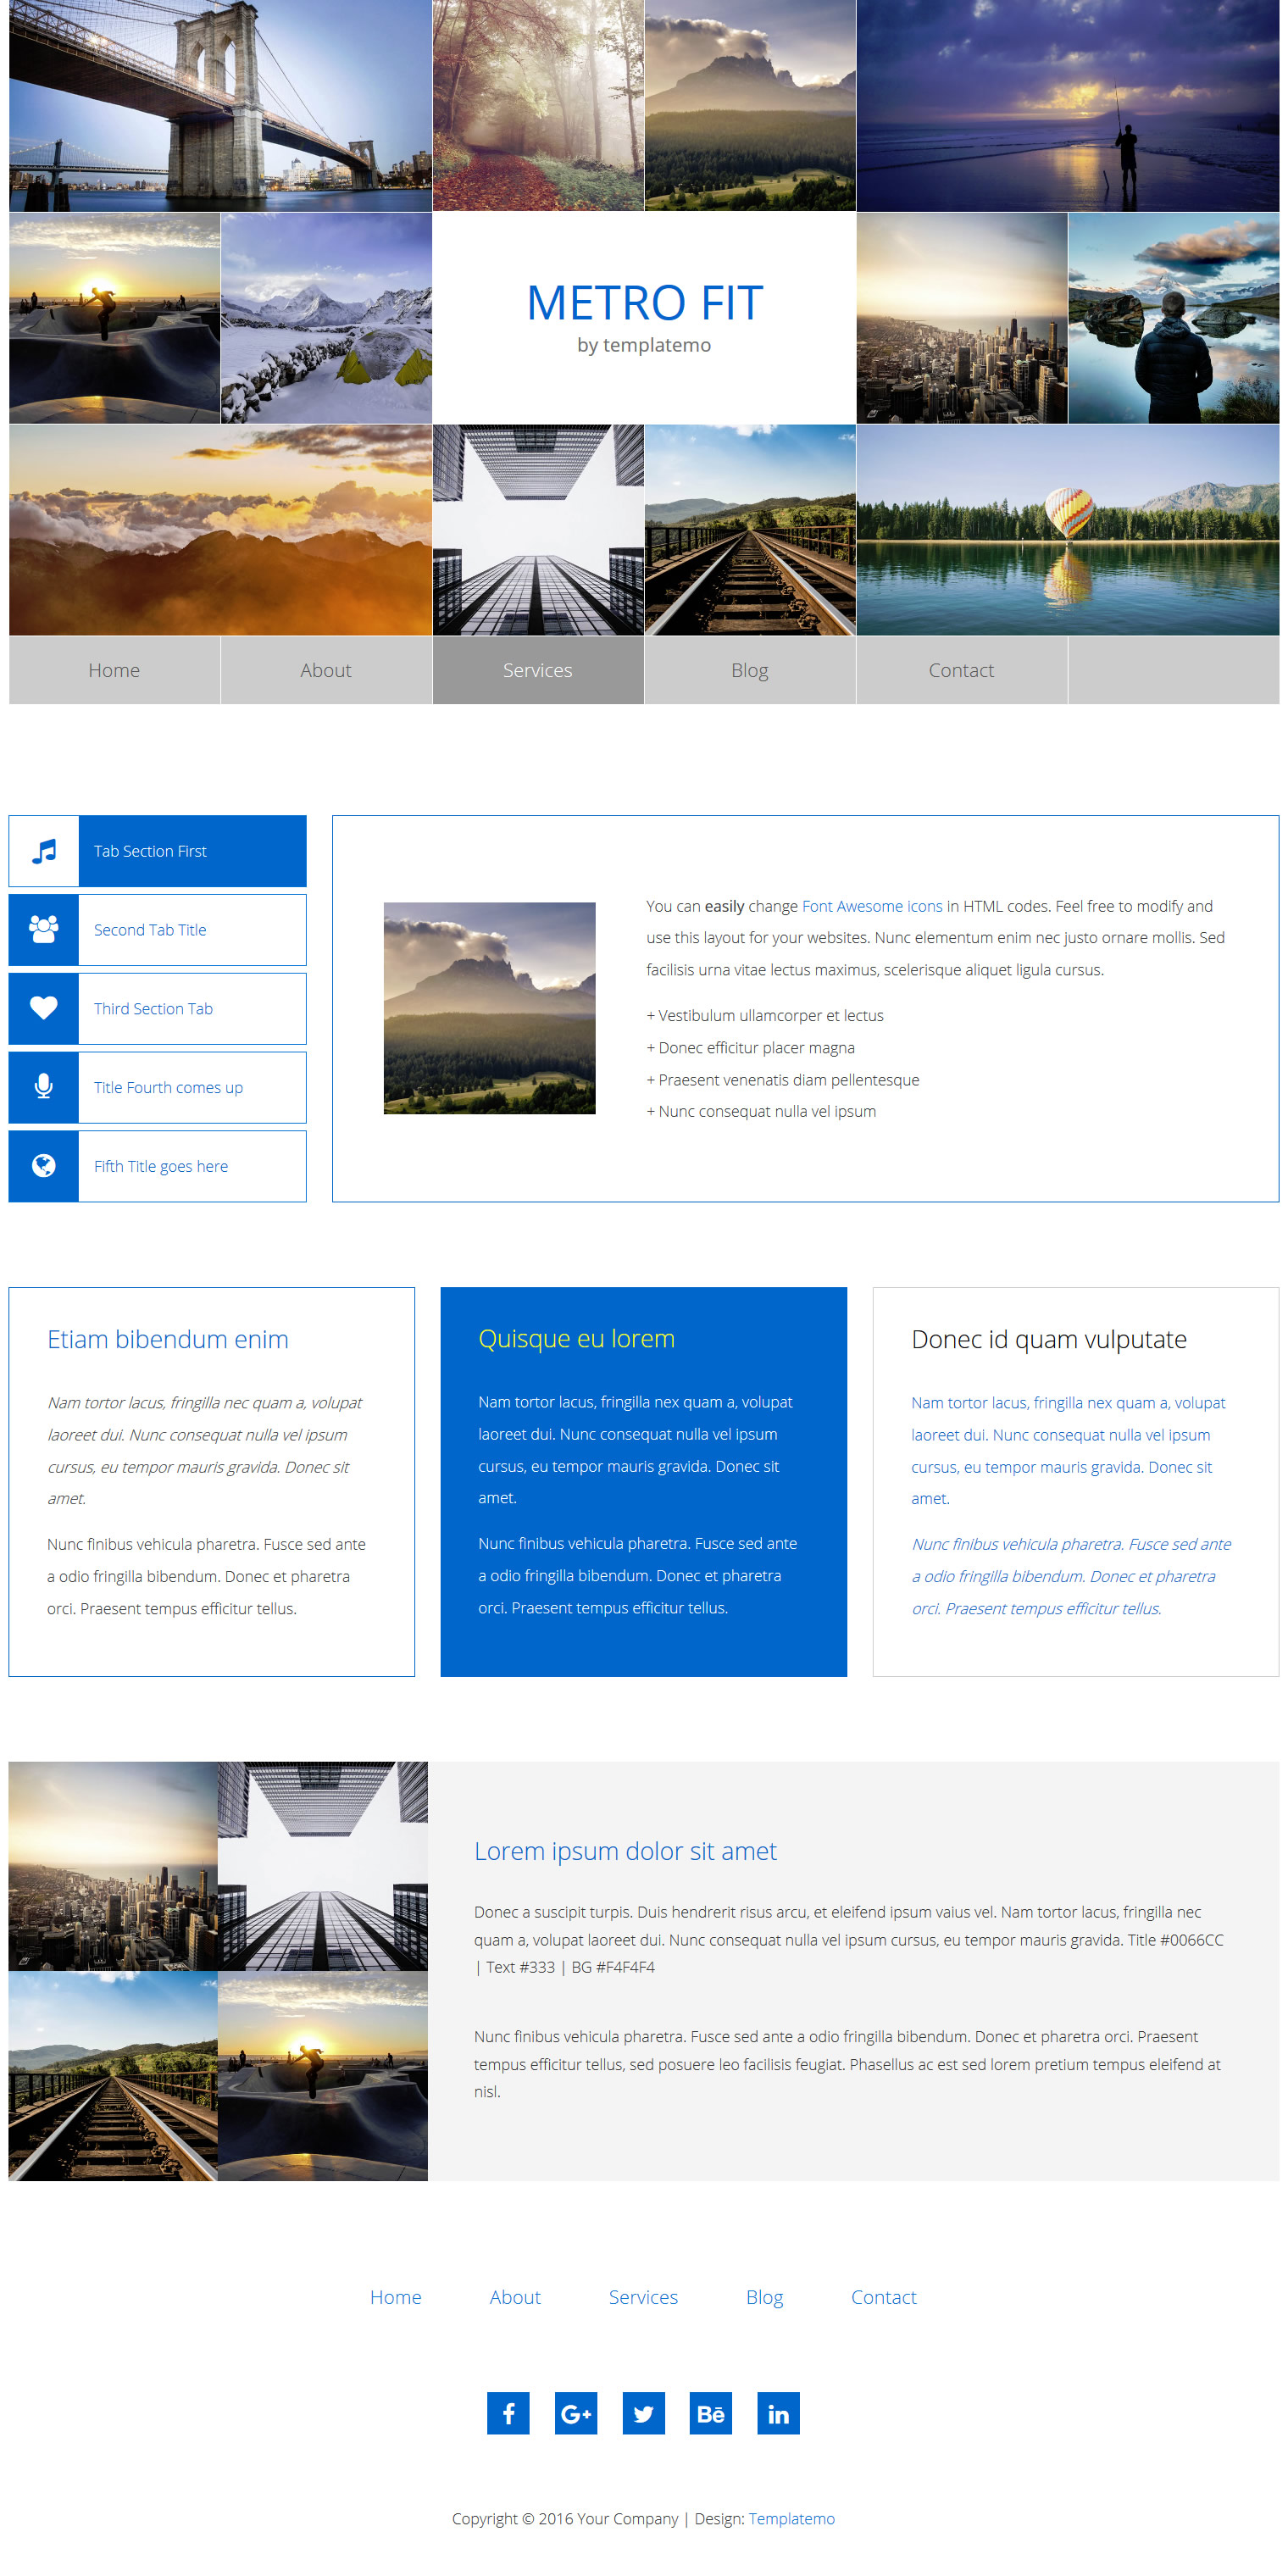 METRO FIT
by templatemo
Home
About
Services
Blog
Contact
Tab Section First
Second Tab Title
Third Section Tab
Title Fourth comes up
Fifth Title goes here
You can easily change Font Awesome icons in HTML codes. Feel free to modify and
use this layout for your websites. Nunc elementum enim nec justo ornare mollis. Sed
facilisis urna vitae lectus maximus, scelerisque aliquet ligula cursus.
+ Vestibulum ullamcorper et lectus
+ Donec efficitur placer magna
+ Praesent venenatis diam pellentesque
+ Nunc consequat nulla vel ipsum
Etiam bibendum enim
Nam tortor lacus, fringilla nec quam a, volupat
laoreet dui. Nunc consequat nulla vel ipsum
cursus, eu tempor mauris gravida. Donec sit
amet.
Nunc finibus vehicula pharetra. Fusce sed ante
a odio fringilla bibendum. Donec et pharetra
orci. Praesent tempus efficitur tellus.
Quisque eu lorem
Nam tortor lacus, fringilla nex quam a, volupat
laoreet dui. Nunc consequat nulla vel ipsum
cursus, eu tempor mauris gravida. Donec sit
amet.
Nunc finibus vehicula pharetra. Fusce sed ante
a odio fringilla bibendum. Donec et pharetra
orci. Praesent tempus efficitur tellus.
Donec id quam vulputate
Nam tortor lacus, fringilla nex quam a, volupat
laoreet dui. Nunc consequat nulla vel ipsum
cursus, eu tempor mauris gravida. Donec sit
amet.
Nunc finibus vehicula pharetra. Fusce sed ante
a odio fringilla bibendum. Donec et pharetra
orci. Praesent tempus efficitur tellus.
Lorem ipsum dolor sit amet
Donec a suscipit turpis. Duis hendrerit risus arcu, et eleifend ipsum vaius vel. Nam tortor lacus, fringilla nec
quam a, volupat laoreet dui. Nunc consequat nulla vel ipsum cursus, eu tempor mauris gravida. Title #0066CC
| Text #333 | BG #F4F4F4
Nunc finibus vehicula pharetra. Fusce sed ante a odio fringilla bibendum. Donec et pharetra orci. Praesent
tempus efficitur tellus, sed posuere leo facilisis feugiat. Phasellus ac est sed lorem pretium tempus eleifend at
nisl.
Home
About
Services
Blog
Contact
f
G+
Bē
in
Copyright © 2016 Your Company | Design: Templatemo